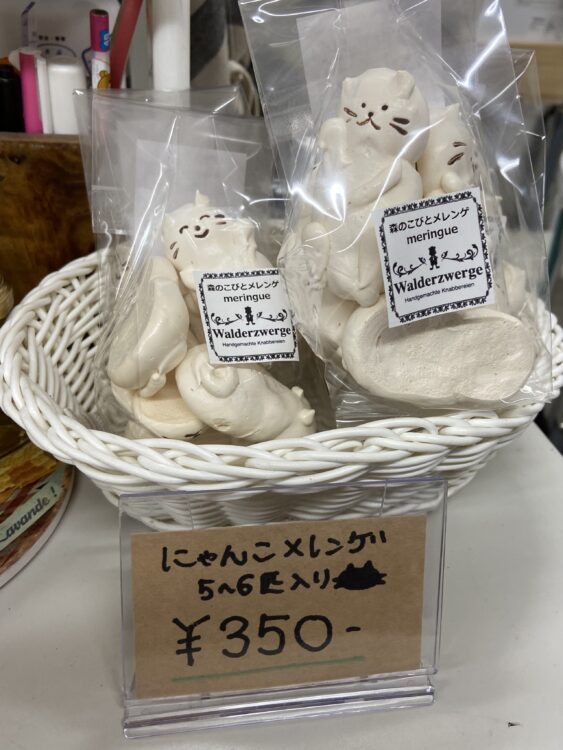 森のこびとメレンゲ
meringue
Walderzwerge
Handgemachte Knabbereien
森のこびとメレンゲ
meringue
Walderzwerge
Handgemachte Knabbereien
Lavande !
にゃんこメレンゲ
5~6匹入り
¥350-